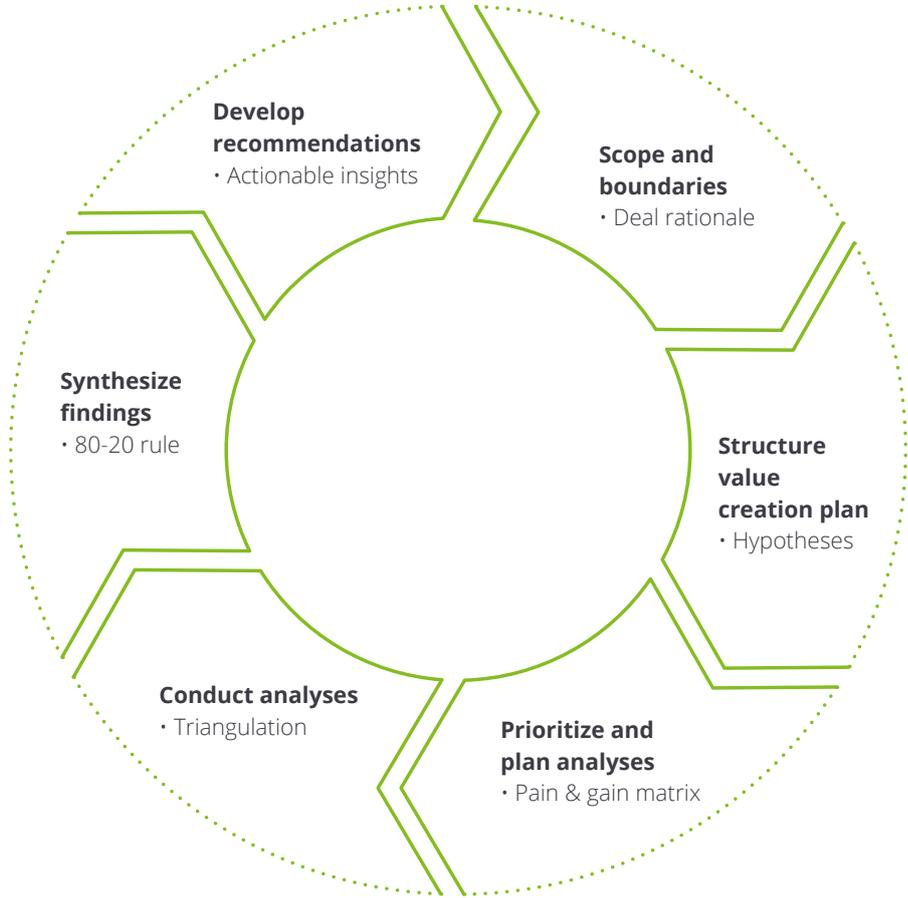 Develop
recommendations
• Actionable insights
Scope and
boundaries
• Deal rationale
Structure
value
creation plan
• Hypotheses
Prioritize and
plan analyses
• Pain & gain matrix
Conduct analyses
• Triangulation
Synthesize
findings
• 80-20 rule